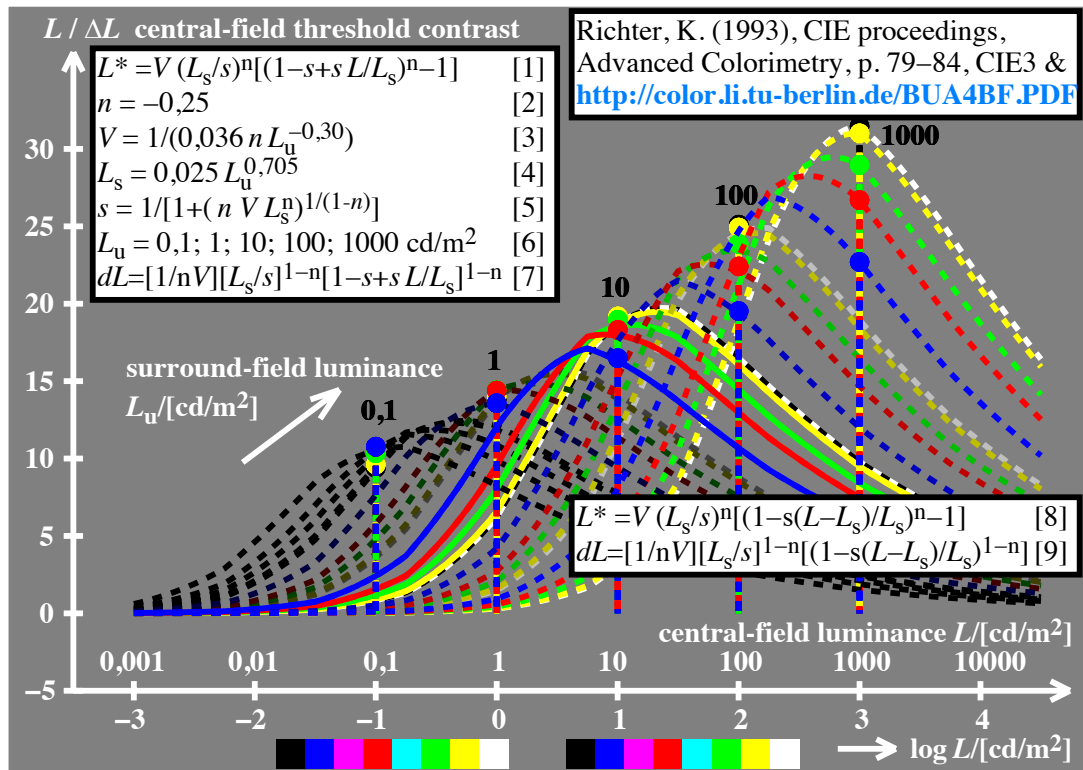 L / ΔL central-field threshold contrast
Richter, K. (1993), CIE proceedings,
Advanced Colorimetry, p. 79–84, CIE3 &
http://color.li.tu-berlin.de/BUA4BF.PDF
L* =V (Ls/s)ⁿ[(1–s+s L/Ls)ⁿ–1] [1]
n = –0,25 [2]
V = 1/(0,036 n Lu^–0,30) [3]
Ls = 0,025 Lu^0,705 [4]
s = 1/[1+( n V Lsⁿ)^1/(1-n)] [5]
Lu = 0,1; 1; 10; 100; 1000 cd/m² [6]
dL=[1/nV][Ls/s]^1–n[1–s+s L/Ls]^1–n [7]
30
25
20
15
10
5
0
–5
1000
100
10
1
0,1
surround-field luminance
Lu/[cd/m²]
L* =V (Ls/s)ⁿ[(1–s(L–Ls)/Ls)ⁿ–1] [8]
dL=[1/nV][Ls/s]^1–n[(1–s(L–Ls)/Ls)^1–n] [9]
central-field luminance L/[cd/m²]
0,001 0,01 0,1 1 10 100 1000 10000
–3 –2 –1 0 1 2 3 4
log L/[cd/m²]